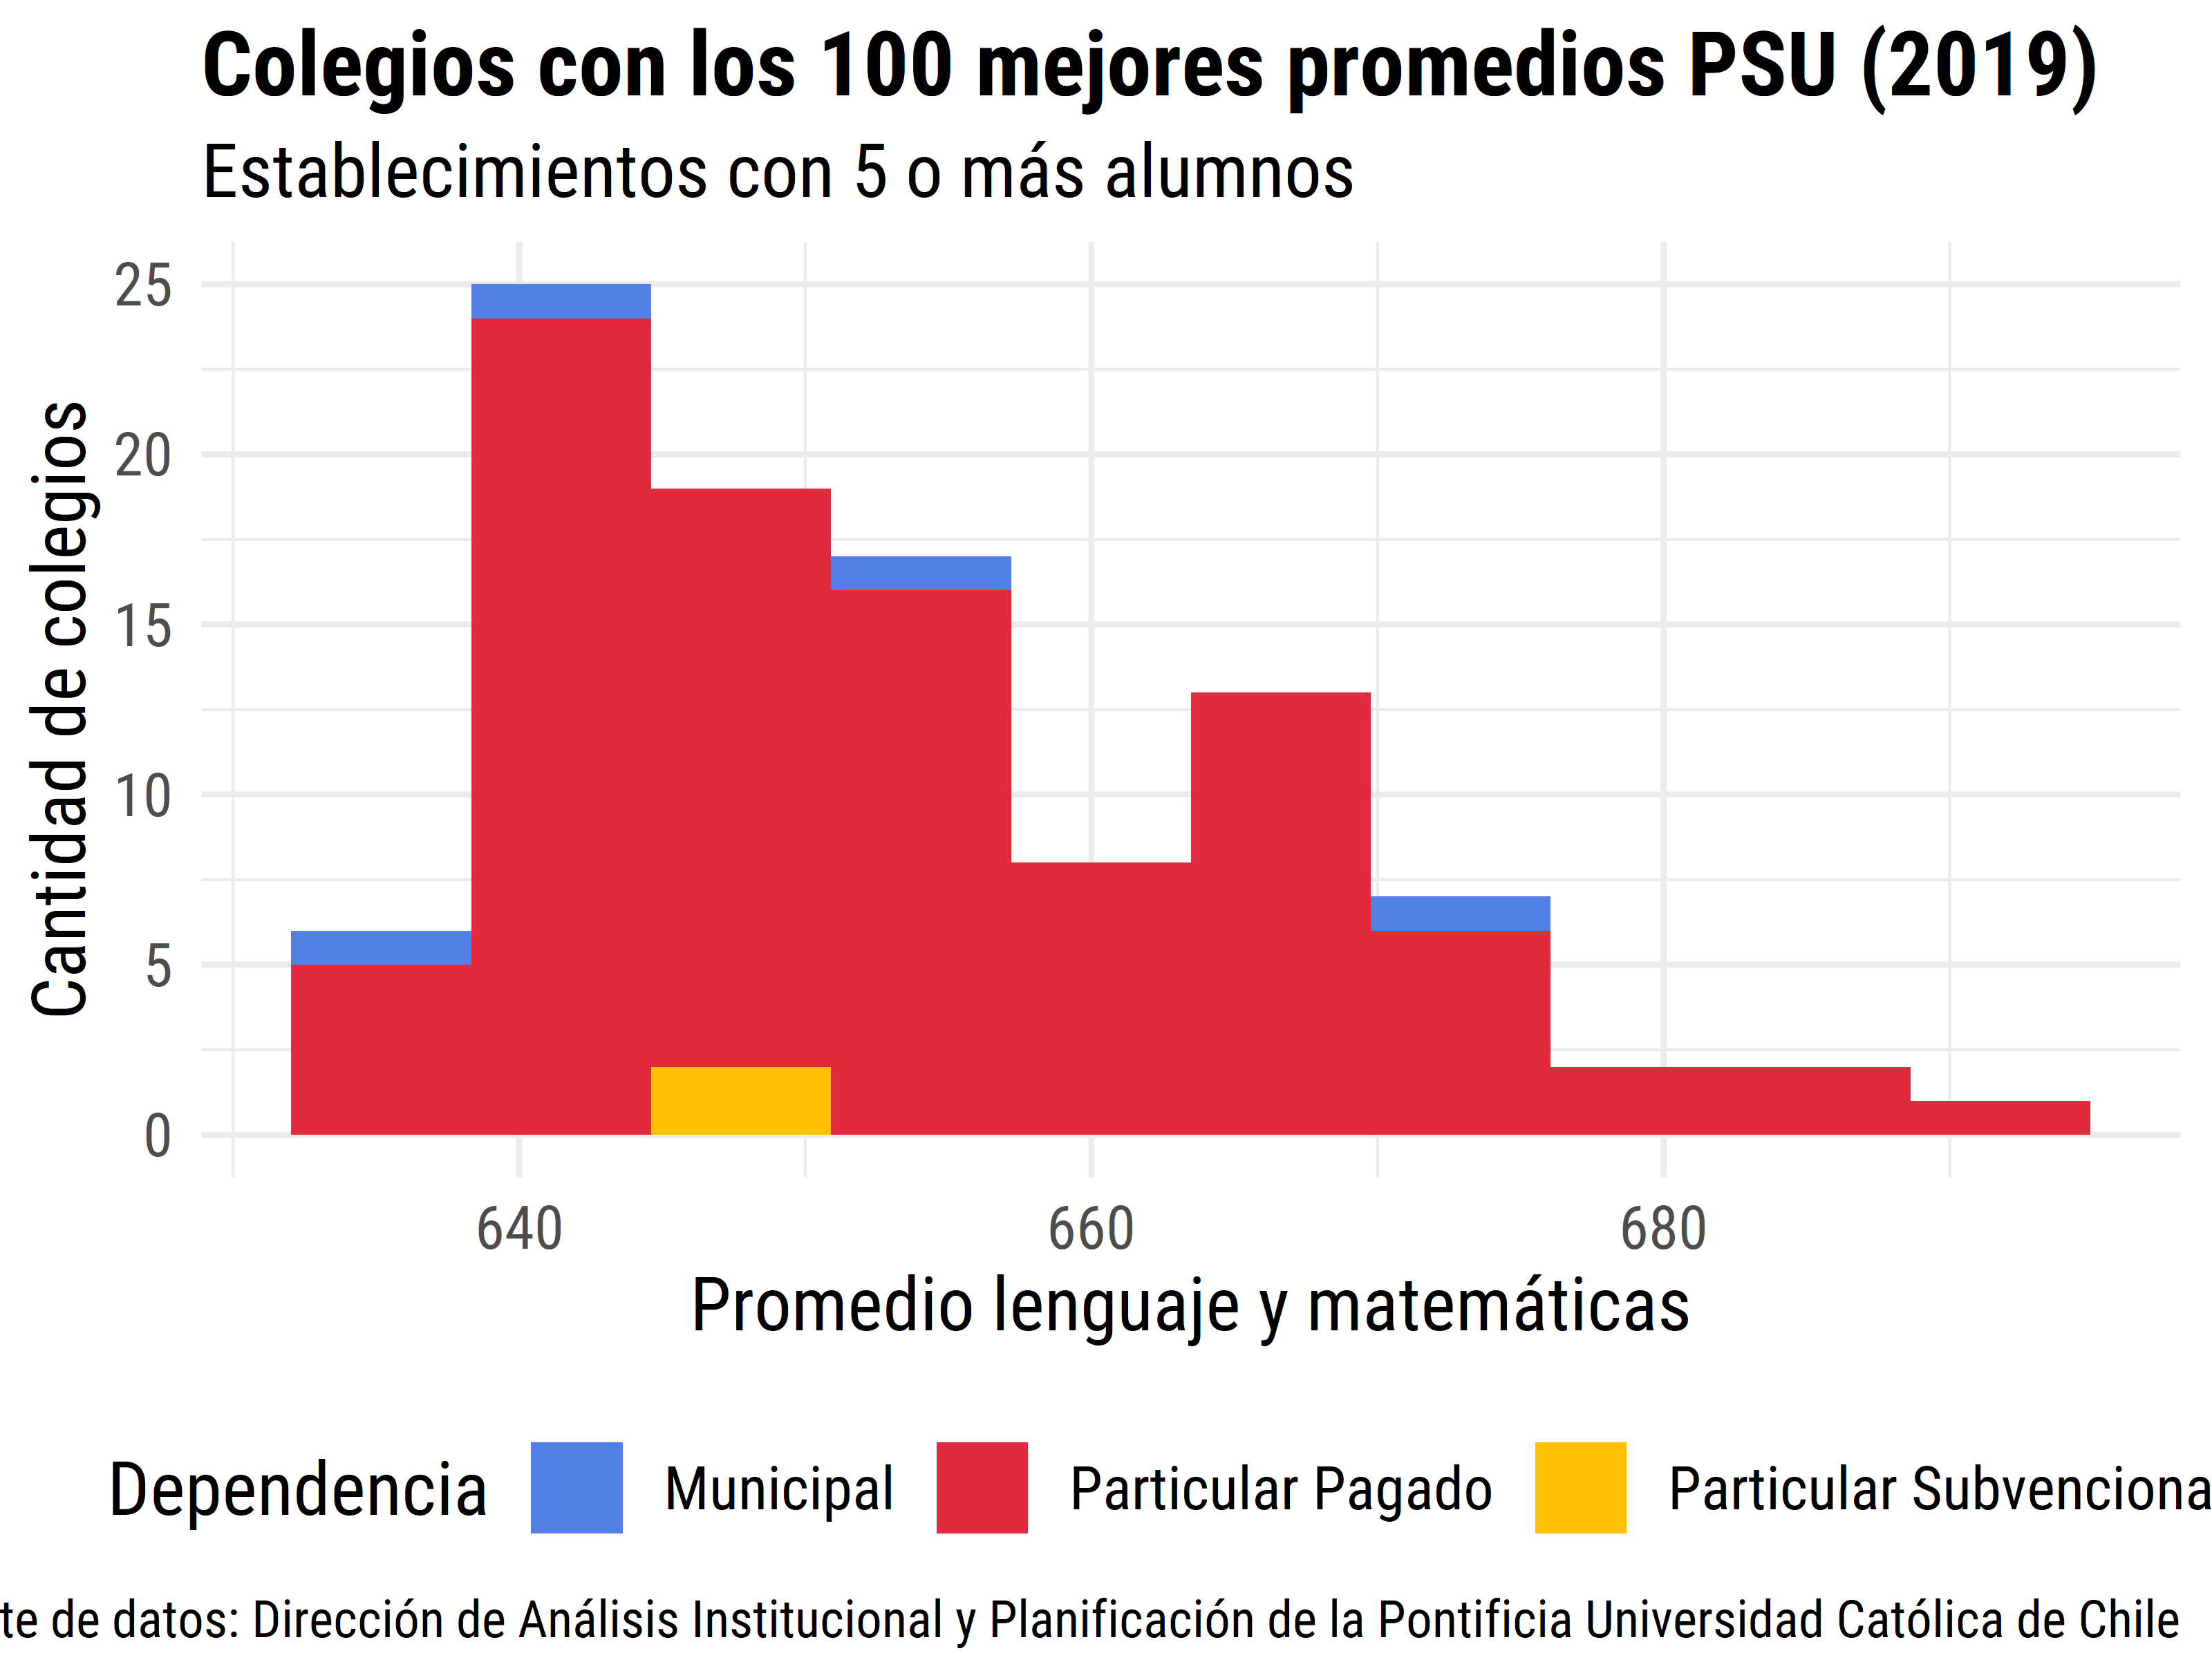 Colegios con los 100 mejores promedios PSU (2019)
Establecimientos con 5 o más alumnos
Cantidad de colegios
25
20
15
10
5
0
640 660 680
Promedio lenguaje y matemáticas
Dependencia Municipal Particular Pagado Particular Subvenciona
te de datos: Dirección de Análisis Institucional y Planificación de la Pontificia Universidad Católica de Chile